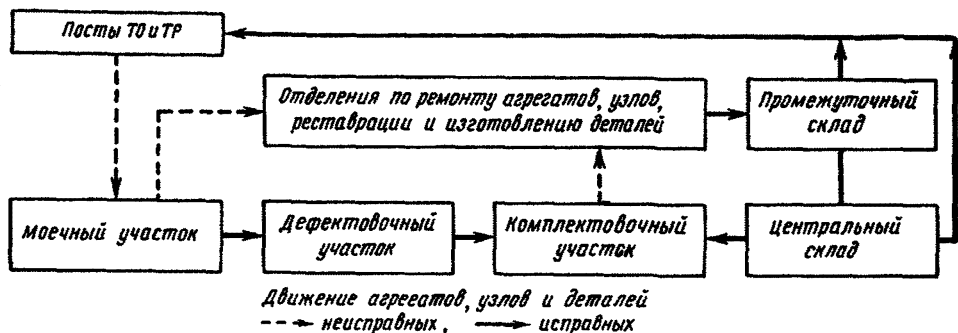 Посты ТО и ТР
Отделения по ремонту агрегатов, узлов,
реставрации и изготовлению деталей
Промежуточный
склад
Моечный участок
Дефектовочный
участок
Комплектовочный
участок
Центральный
склад
Движение агрегатов, узлов и деталей
неисправных, исправных